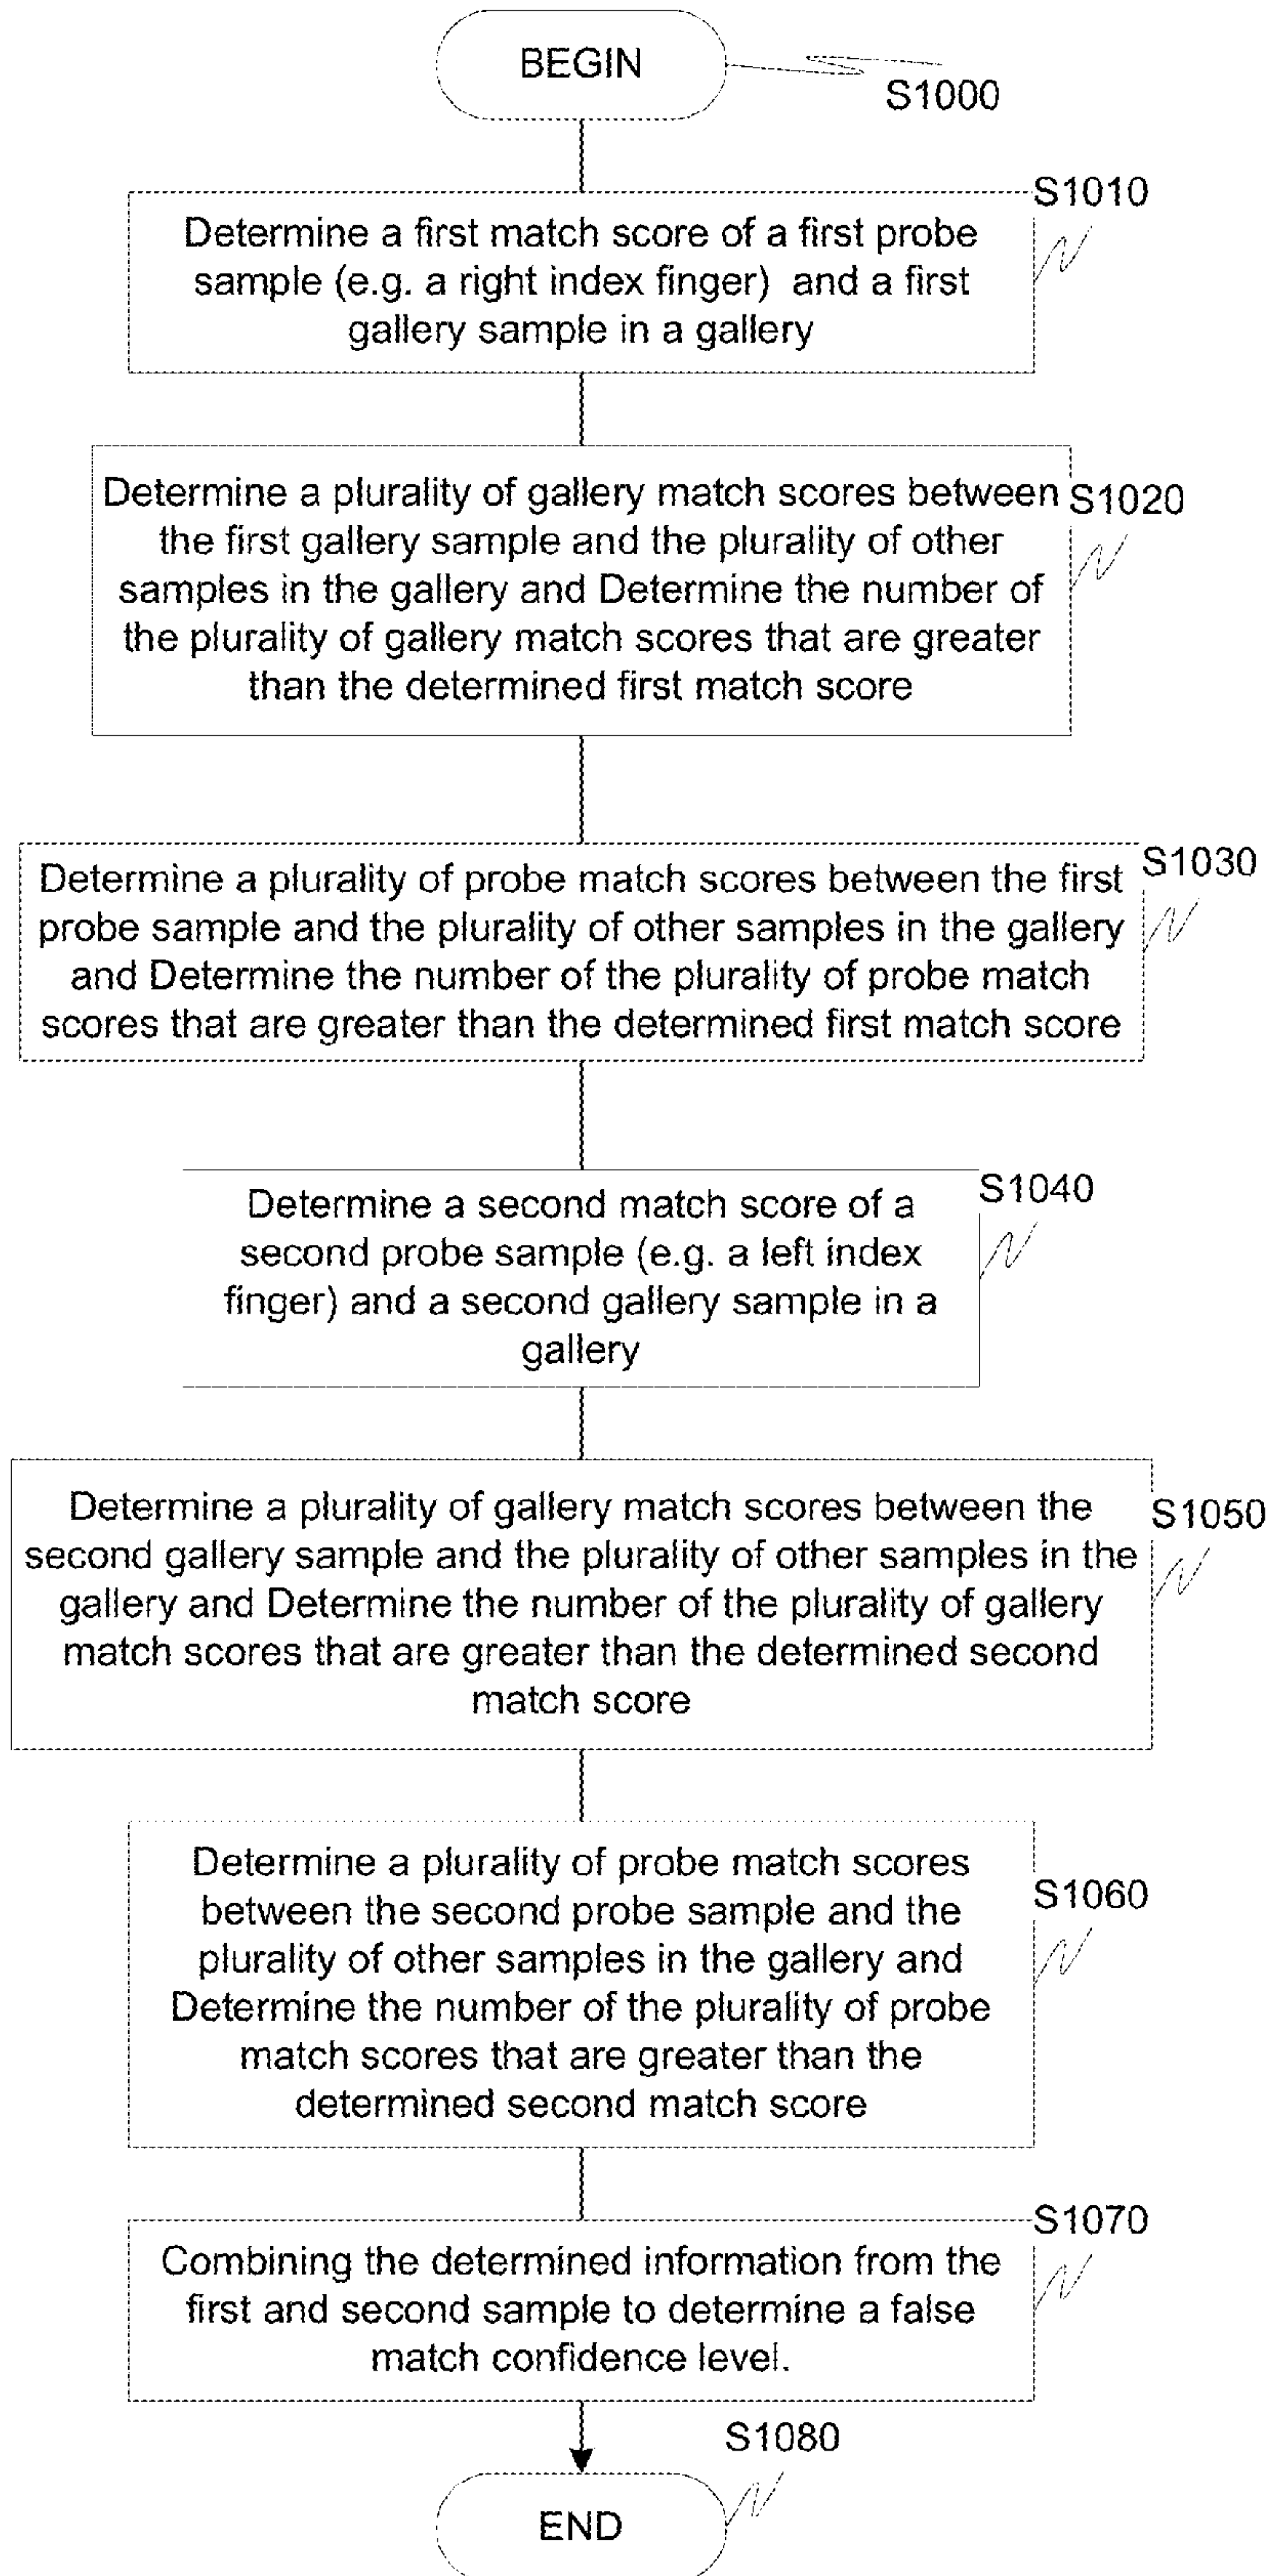 BEGIN
S1000
S1010
Determine a first match score of a first probe
sample (e.g. a right index finger) and a first
gallery sample in a gallery
Determine a plurality of gallery match scores between
S1020
the first gallery sample and the plurality of other
samples in the gallery and Determine the number of
the plurality of gallery match scores that are greater
than the determined first match score
S1030
Determine a plurality of probe match scores between the first
probe sample and the plurality of other samples in the gallery
and Determine the number of the plurality of probe match
scores that are greater than the determined first match score
S1040
Determine a second match score of a
second probe sample (e.g. a left index
finger) and a second gallery sample in a
gallery
Determine a plurality of gallery match scores between the
S1050
second gallery sample and the plurality of other samples in the
gallery and Determine the number of the plurality of gallery
match scores that are greater than the determined second
match score
Determine a plurality of probe match scores
S1060
between the second probe sample and the
plurality of other samples in the gallery and
Determine the number of the plurality of probe
match scores that are greater than the
determined second match score
S1070
Combining the determined information from the
first and second sample to determine a false
match confidence level.
S1080
END